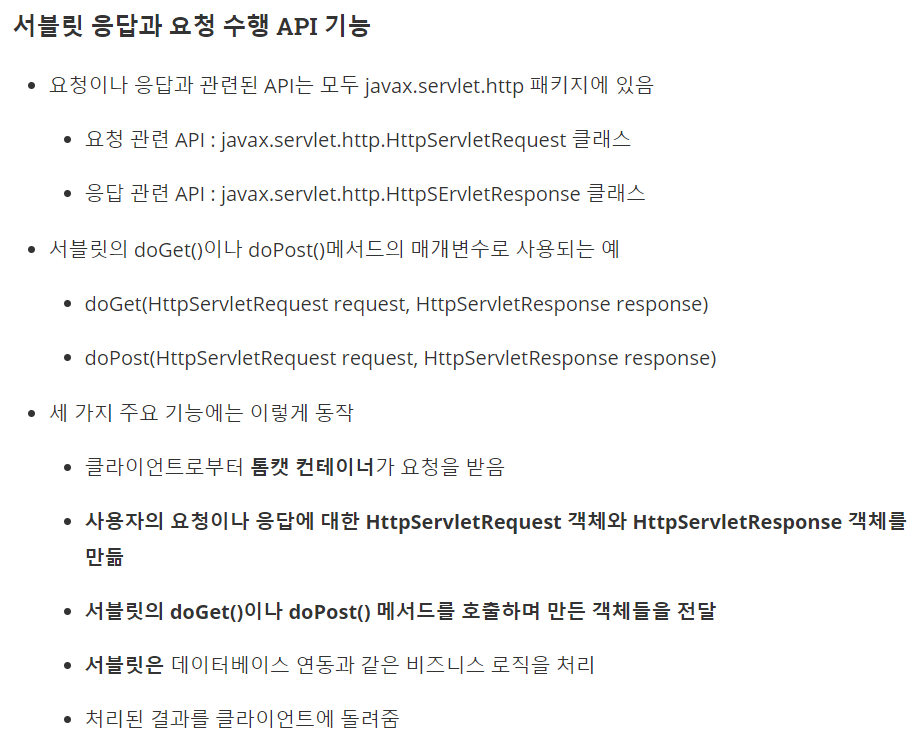 서블릿 응답과 요청 수행 API 기능
요청이나 응답과 관련된 API는 모두 javax.servlet.http 패키지에 있음
요청 관련 API : javax.servlet.http.HttpServletRequest 클래스
응답 관련 API : javax.servlet.http.HttpSErvletResponse 클래스
서블릿의 doGet()이나 doPost()메서드의 매개변수로 사용되는 예
doGet(HttpServletRequest request, HttpServletResponse response)
doPost(HttpServletRequest request, HttpServletResponse response)
세 가지 주요 기능에는 이렇게 동작
클라이언트로부터 톰캣 컨테이너가 요청을 받음
사용자의 요청이나 응답에 대한 HttpServletRequest 객체와 HttpServletResponse 객체를
만듦
서블릿의 doGet()이나 doPost() 메서드를 호출하며 만든 객체들을 전달
서블릿은 데이터베이스 연동과 같은 비즈니스 로직을 처리
처리된 결과를 클라이언트에 돌려줌